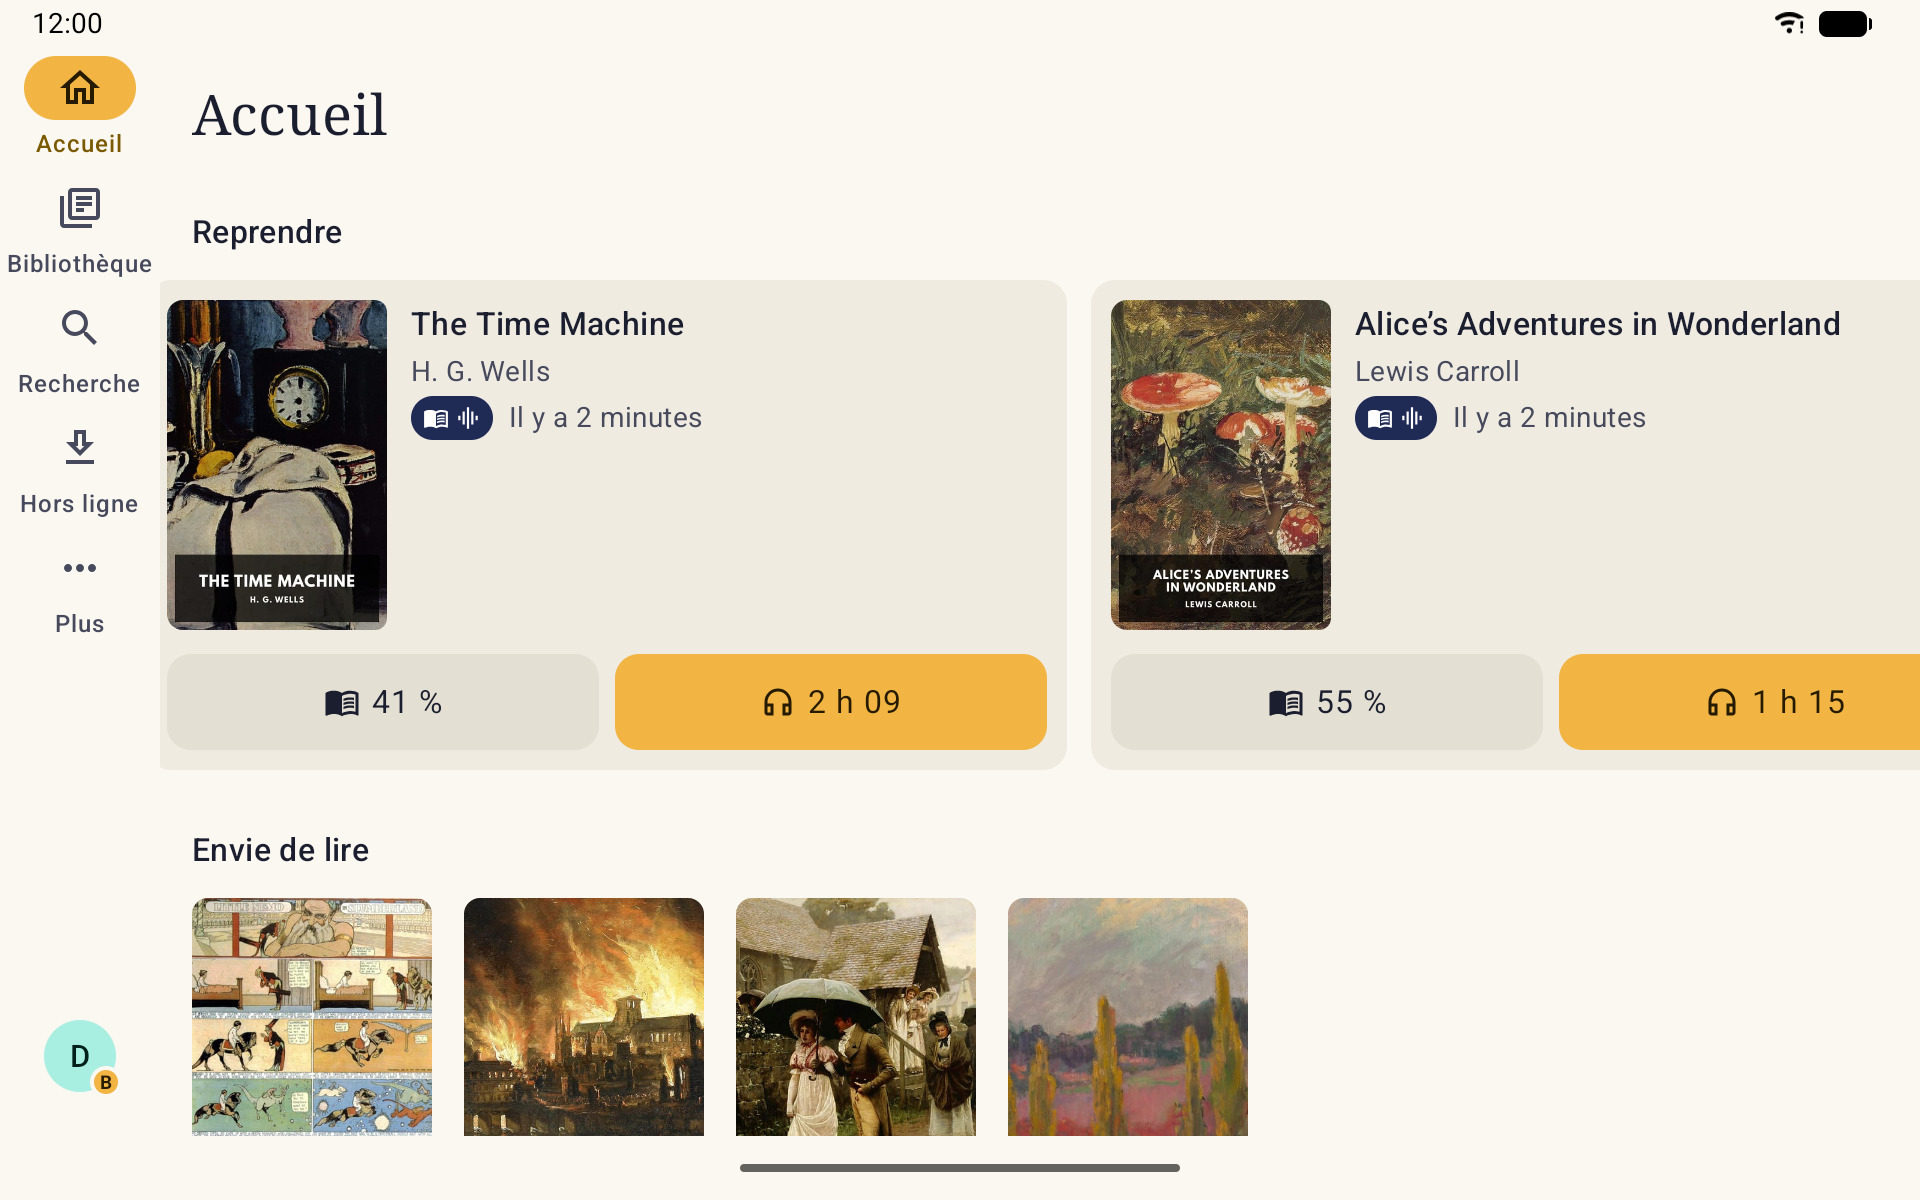 12:00
Accueil
Bibliothèque
Recherche
Hors ligne
Plus
D
B
Accueil
Reprendre
THE TIME MACHINE
H. G. WELLS
The Time Machine
H. G. Wells
Il y a 2 minutes
41 %
2 h 09
ALICE’S ADVENTURES
IN WONDERLAND
LEWIS CARROLL
Alice’s Adventures in Wonderland
Lewis Carroll
Il y a 2 minutes
55 %
1 h 15
Envie de lire